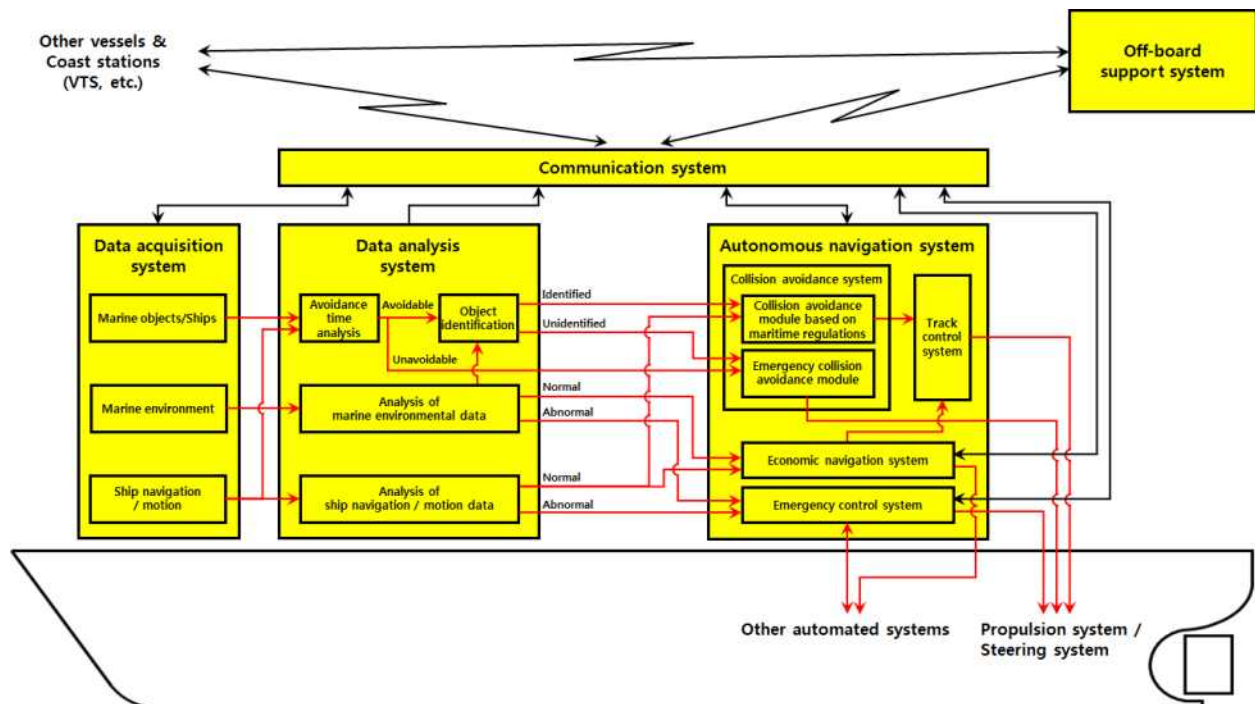 Other vessels &
Coast stations
(VTS, etc.)
Off-board
support system
Communication system
Data acquisition
system
Marine objects/Ships
Marine environment
Ship navigation
/ motion
Data analysis
system
Avoidance
time
analysis
Avoidable
Object
identification
Unavoidable
Analysis of
marine environmental data
Analysis of
ship navigation / motion data
Identified
Unidentified
Normal
Abnormal
Normal
Abnormal
Autonomous navigation system
Collision avoidance system
Collision avoidance
module based on
maritime regulations
Emergency collision
avoidance module
Track
control
system
Economic navigation system
Emergency control system
Other automated systems
Propulsion system /
Steering system